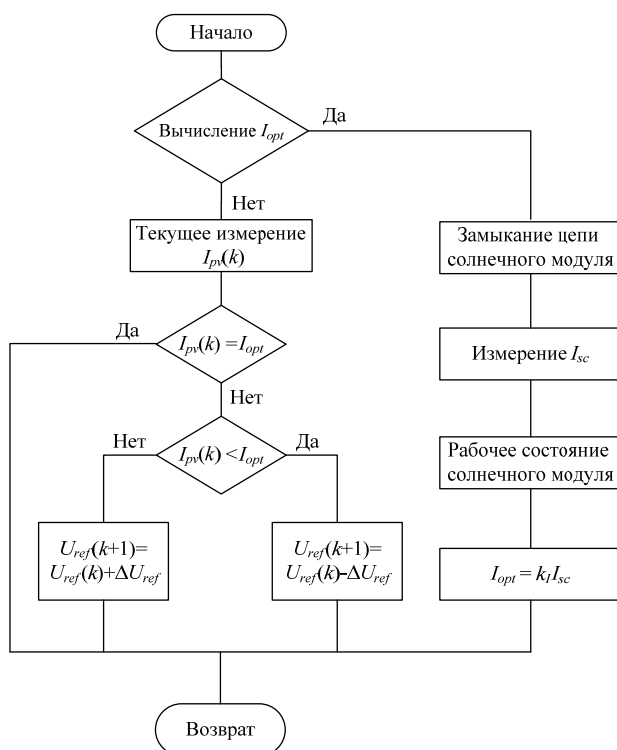 Начало
Вычисление I_opt
Да
Нет
Текущее измерение
I_pv(k)
Замыкание цепи
солнечного модуля
Да
I_pv(k) =I_opt
Измерение I_sc
Нет
Нет
I_pv(k) <I_opt
Да
Рабочее состояние
солнечного модуля
U_ref(k+1)=
U_ref(k)+ΔU_ref
U_ref(k+1)=
U_ref(k)-ΔU_ref
I_opt = k_I I_sc
Возврат